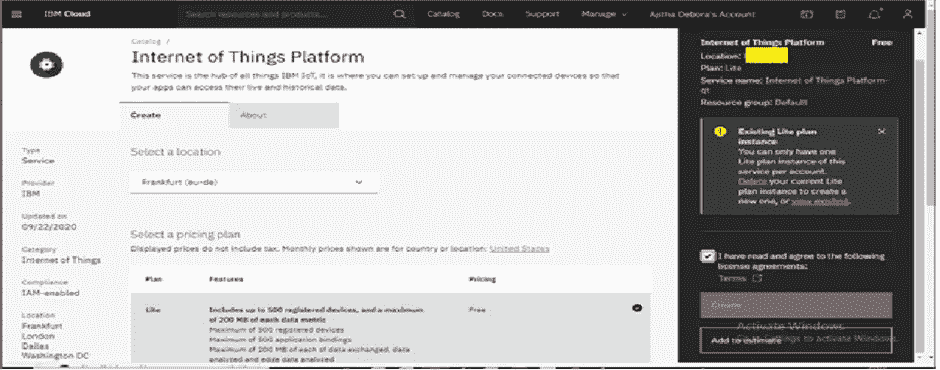 IBM Cloud
Search resources and products...
Catalog
Docs
Support
Manage
Account
Catalog /
Internet of Things Platform
This service is the hub of all things IBM IoT, it is where you can set up and manage your connected devices so that
your apps can access their live and historical data.
Create
About
Type
Service
Provider
IBM
Updated on
09/22/2020
Category
Internet of Things
Compliance
IAM-enabled
Location
Frankfurt
London
Dallas
Washington DC
Select a location
Frankfurt (eu-de)
Select a pricing plan
Displayed prices do not include tax. Monthly prices shown are for country or location: United States
Plan
Features
Pricing
Lite
Includes up to 500 registered devices, and a maximum
of 200 MB of each data metric
Free
Maximum of 500 registered devices
Maximum of 500 application bindings
Maximum of 200 MB of each of data exchanged, data
analyzed and edge data analyzed
Internet of Things Platform
Free
Location:
Plan: Lite
Service name: Internet of Things Platform-
Resource group: Default
Existing Lite plan
instance
You can only have one
Lite plan instance of this
service per account.
Delete your current Lite
plan instance to create a
new one, or view existing.
I have read and agree to the following
license agreements:
Terms
Create
Activate Windows
Add to estimate
settings to activate Windows.